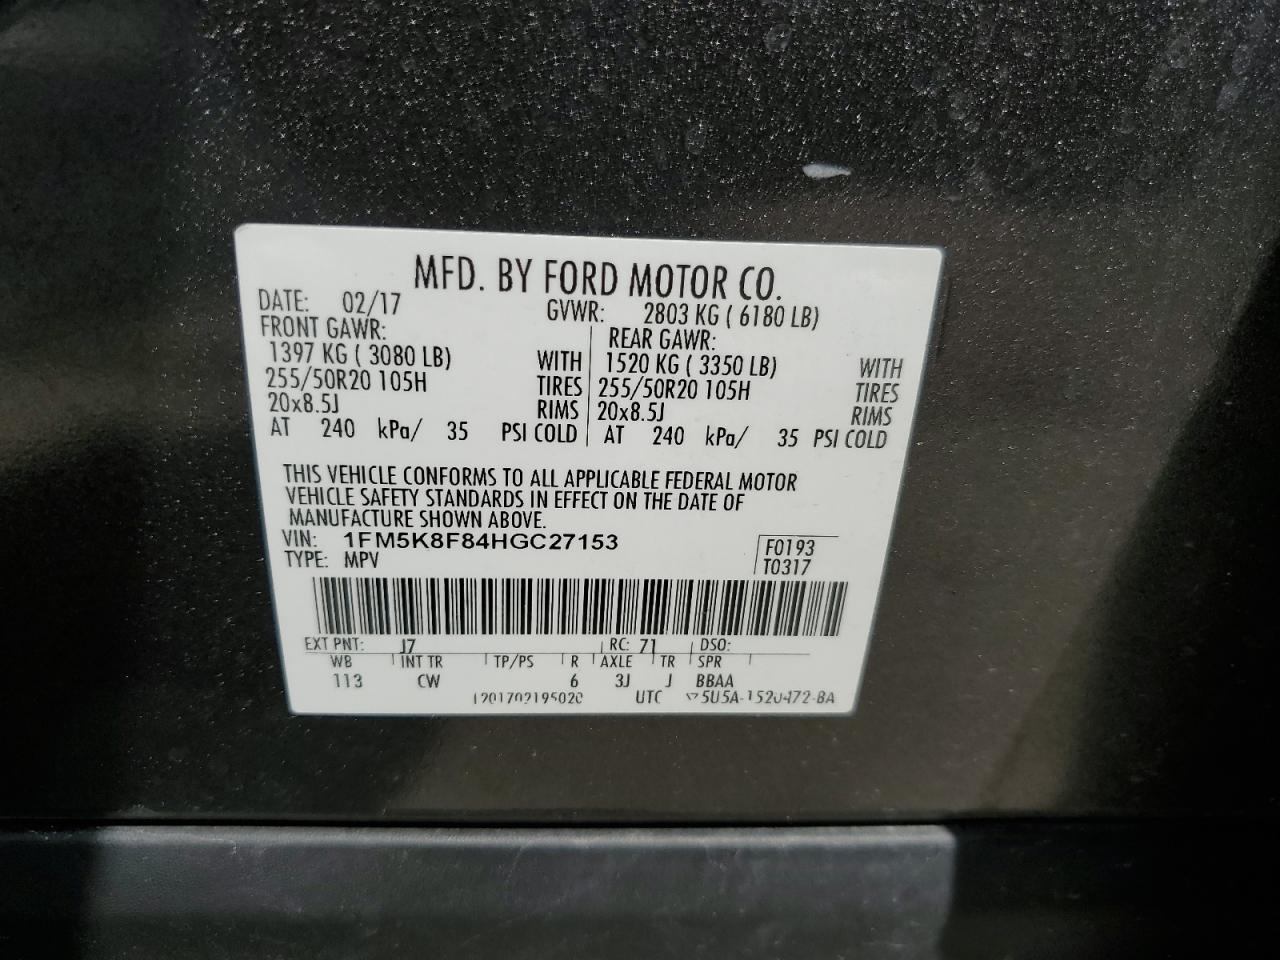 MFD. BY FORD MOTOR CO.
DATE: 02/17 GVWR: 2803 KG ( 6180 LB)
FRONT GAWR: REAR GAWR:
1397 KG ( 3080 LB) WITH 1520 KG ( 3350 LB) WITH
255/50R20 105H TIRES 255/50R20 105H TIRES
20x8.5J RIMS 20x8.5J RIMS
AT 240 kPa/ 35 PSI COLD AT 240 kPa/ 35 PSI COLD
THIS VEHICLE CONFORMS TO ALL APPLICABLE FEDERAL MOTOR
VEHICLE SAFETY STANDARDS IN EFFECT ON THE DATE OF
MANUFACTURE SHOWN ABOVE.
VIN: 1FM5K8F84HGC27153 F0193
TYPE: MPV T0317
EXT PNT: J7 RC: 71 DSO:
WB INT TR TP/PS R AXLE TR SPR
113 CW 6 3J J BBAA
UTC